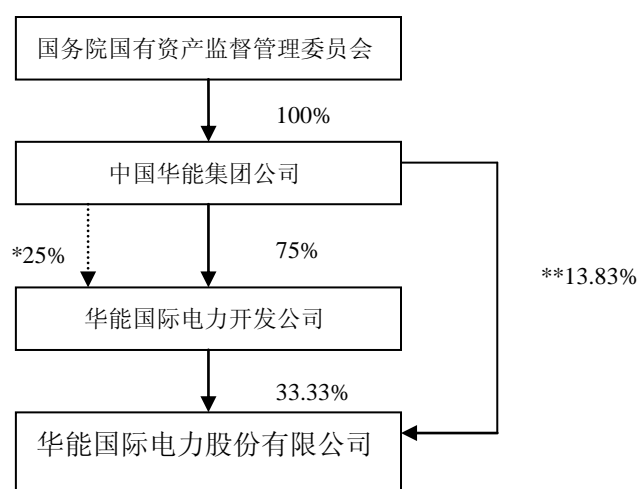 国务院国有资产监督管理委员会
100%
中国华能集团公司
*25%
75%
**13.83%
华能国际电力开发公司
33.33%
华能国际电力股份有限公司